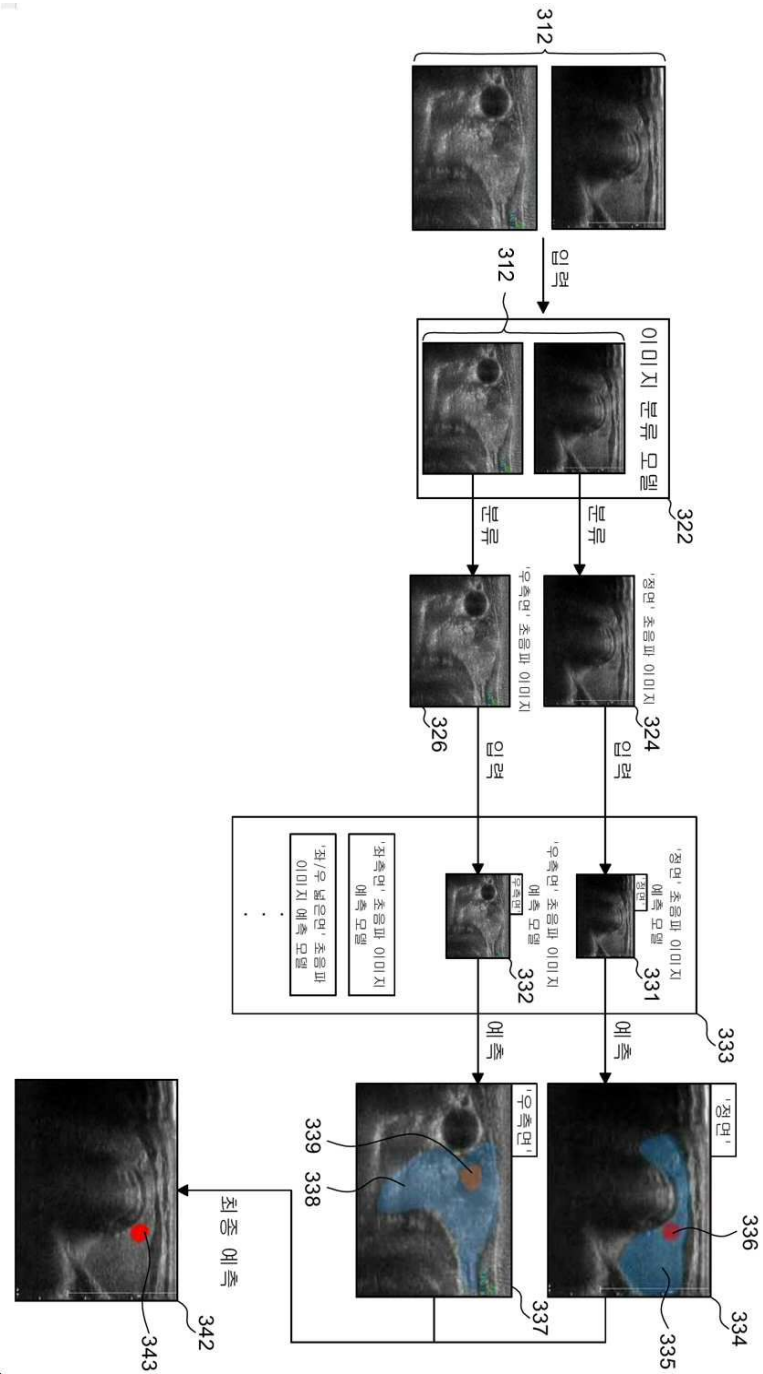 312
입력
이미지 분류 모델
322
312
분류
분류
'정면' 초음파 이미지
324
'우측면' 초음파 이미지
326
입력
입력
333
'정면' 초음파 이미지
예측 모델
'정면'
331
'우측면' 초음파 이미지
예측 모델
'우측면'
332
'좌측면' 초음파 이미지
예측 모델
'좌/우 넓은면' 초음파
이미지 예측 모델
. . .
예측
예측
'정면'
334
336
335
'우측면'
337
339
338
최종 예측
342
343